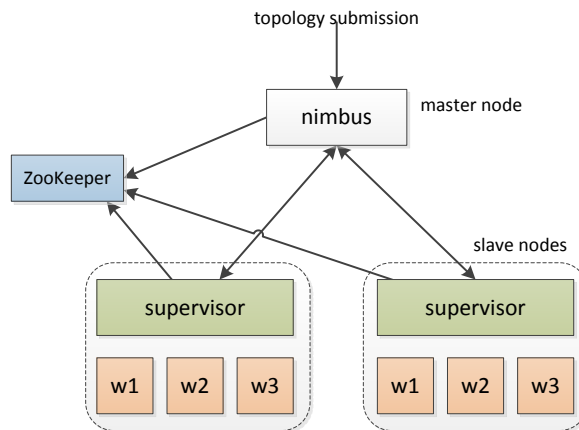 topology submission
nimbus
master node
ZooKeeper
slave nodes
supervisor
supervisor
w1 w2 w3
w1 w2 w3